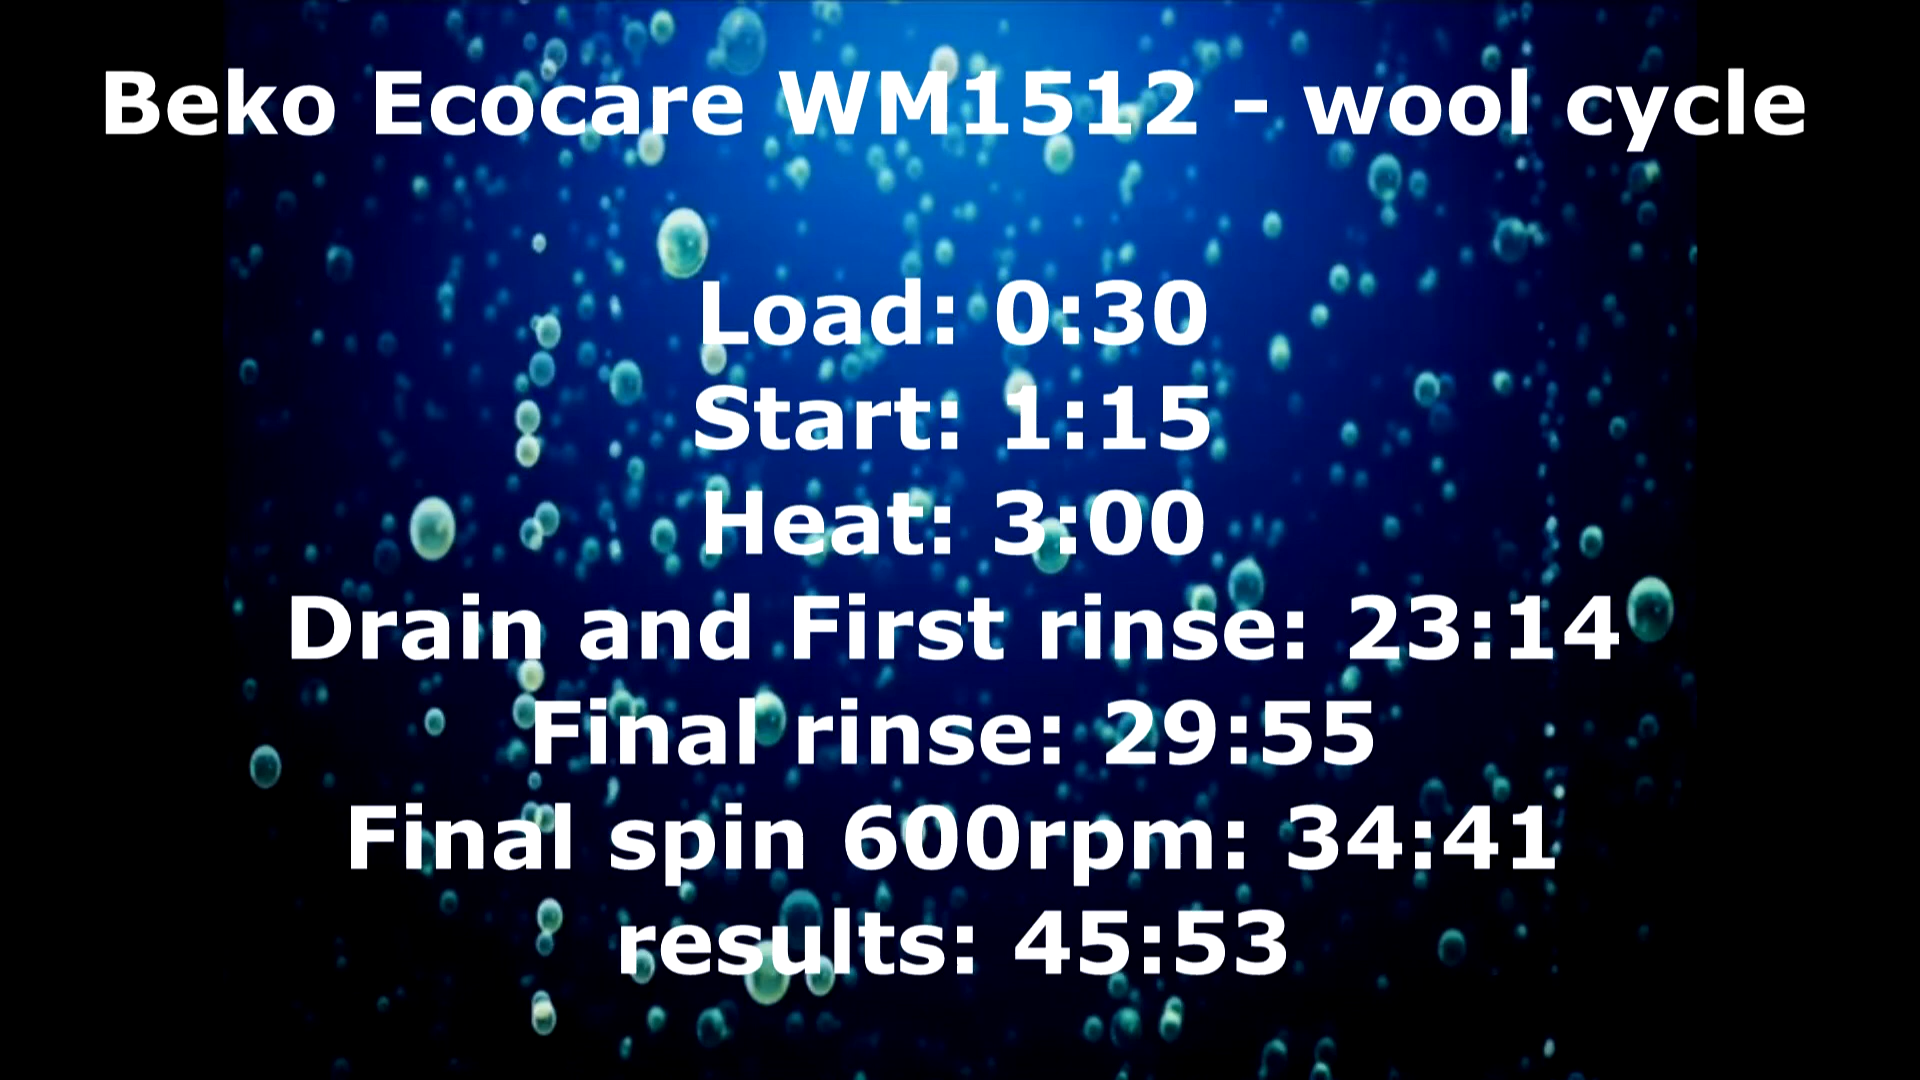 Beko Ecocare WM1512 - wool cycle
Load: 0:30
Start: 1:15
Heat: 3:00
Drain and First rinse: 23:14
Final rinse: 29:55
Final spin 600rpm: 34:41
results: 45:53